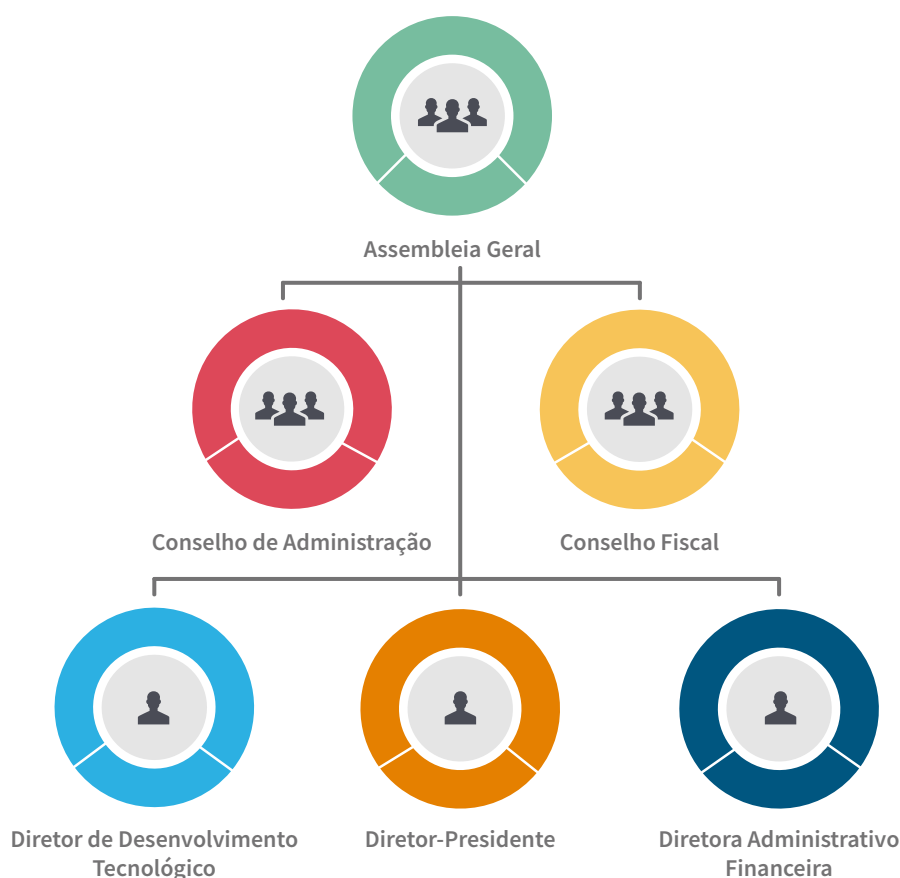 Assembleia Geral
Conselho de Administração
Conselho Fiscal
Diretor de Desenvolvimento
Tecnológico
Diretor-Presidente
Diretora Administrativo
Financeira